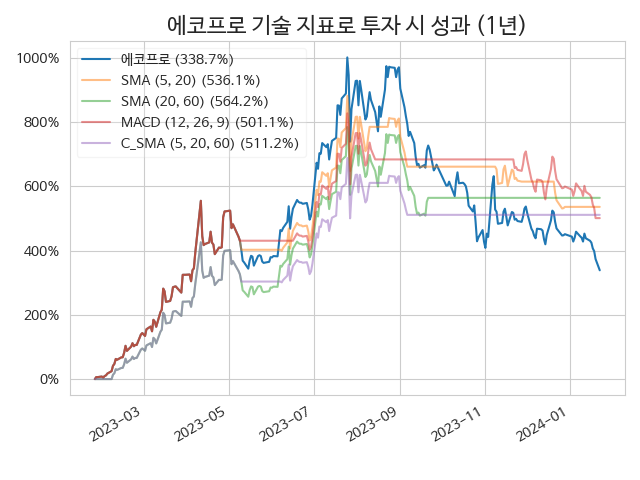 에코프로 기술 지표로 투자 시 성과 (1년)
1000%
800%
600%
400%
200%
0%
에코프로 (338.7%)
SMA (5, 20) (536.1%)
SMA (20, 60) (564.2%)
MACD (12, 26, 9) (501.1%)
C_SMA (5, 20, 60) (511.2%)
2023-03
2023-05
2023-07
2023-09
2023-11
2024-01